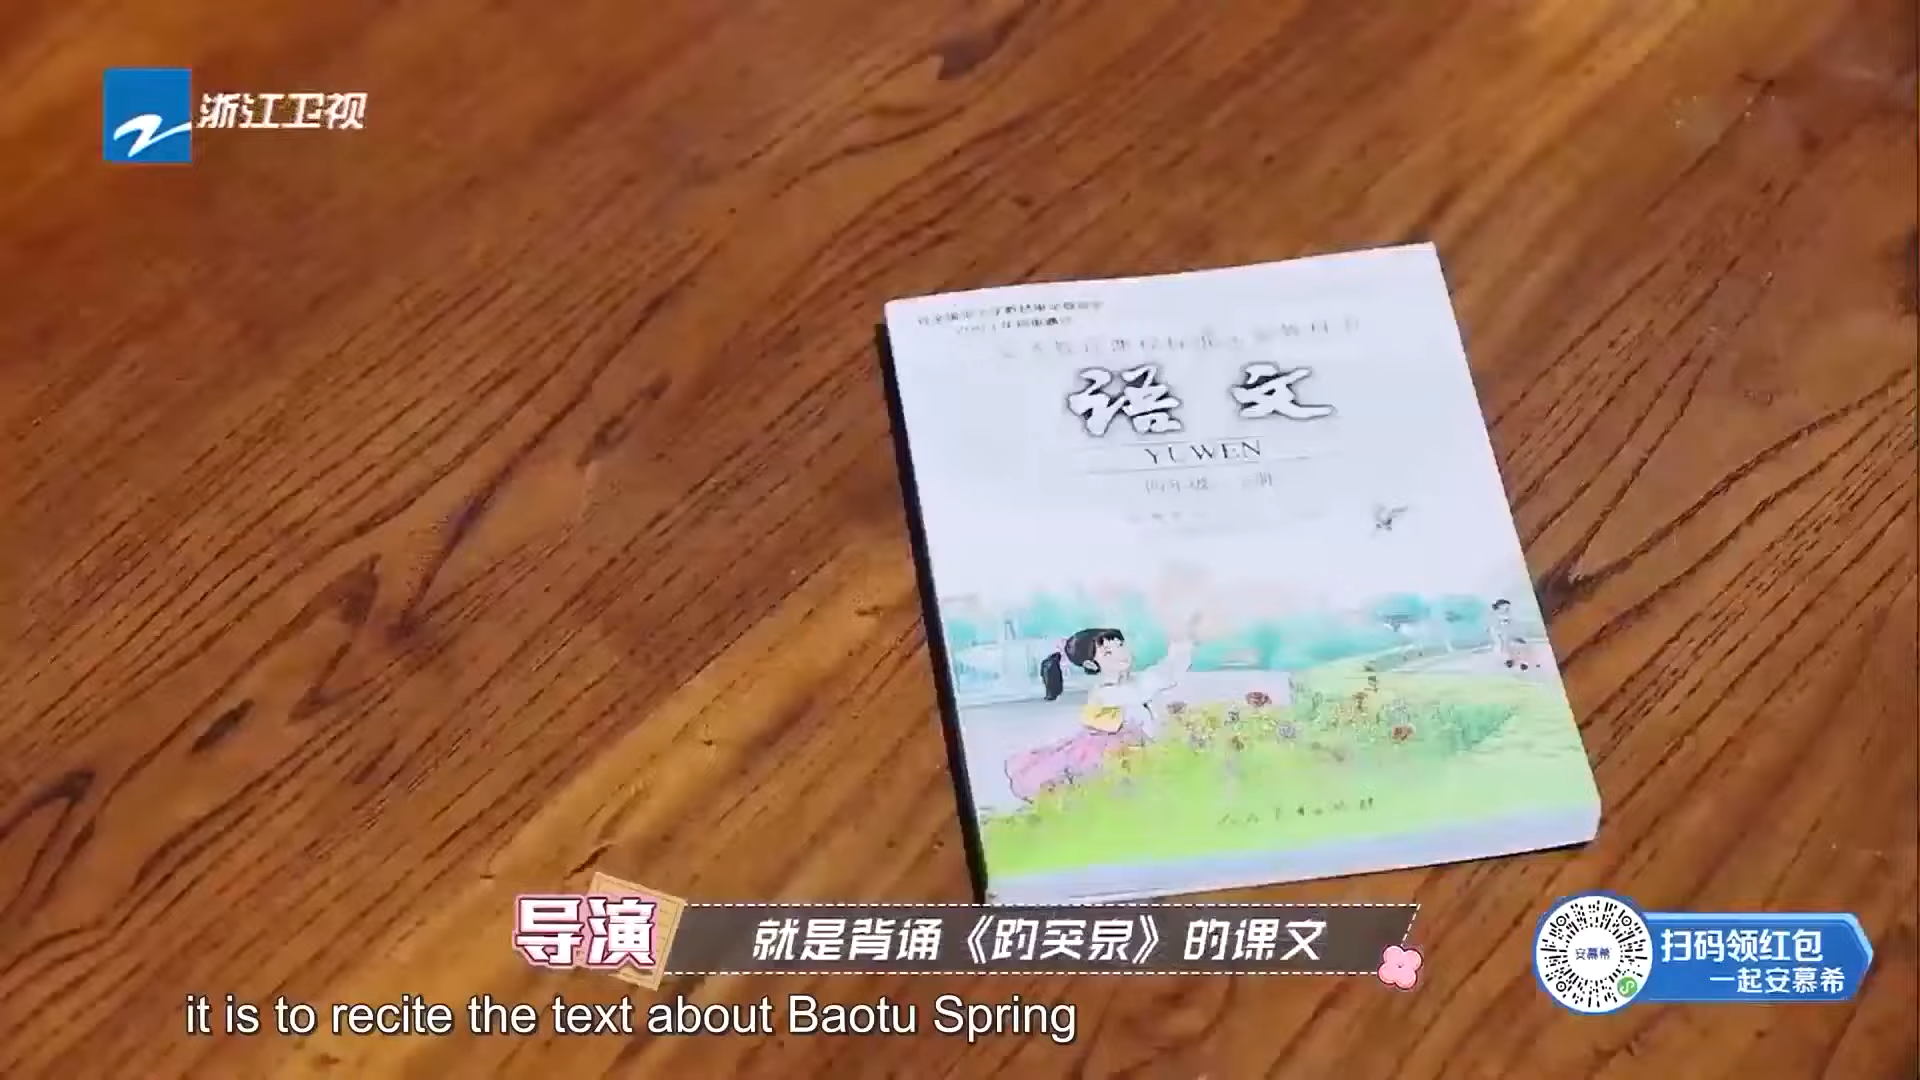 浙江卫视
语文
YUWEN
导演
就是背诵《趵突泉》的课文
it is to recite the text about Baotu Spring
安慕希
扫码领红包
一起安慕希